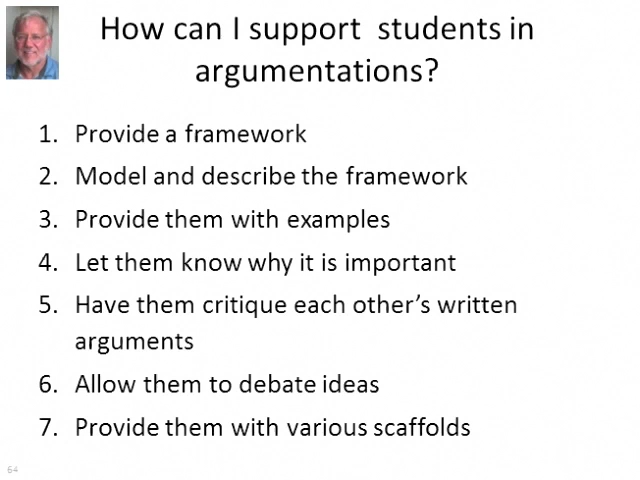 How can I support  students in
argumentations?
1. Provide a framework
2. Model and describe the framework
3. Provide them with examples
4. Let them know why it is important
5. Have them critique each other’s written
arguments
6. Allow them to debate ideas
7. Provide them with various scaffolds
64